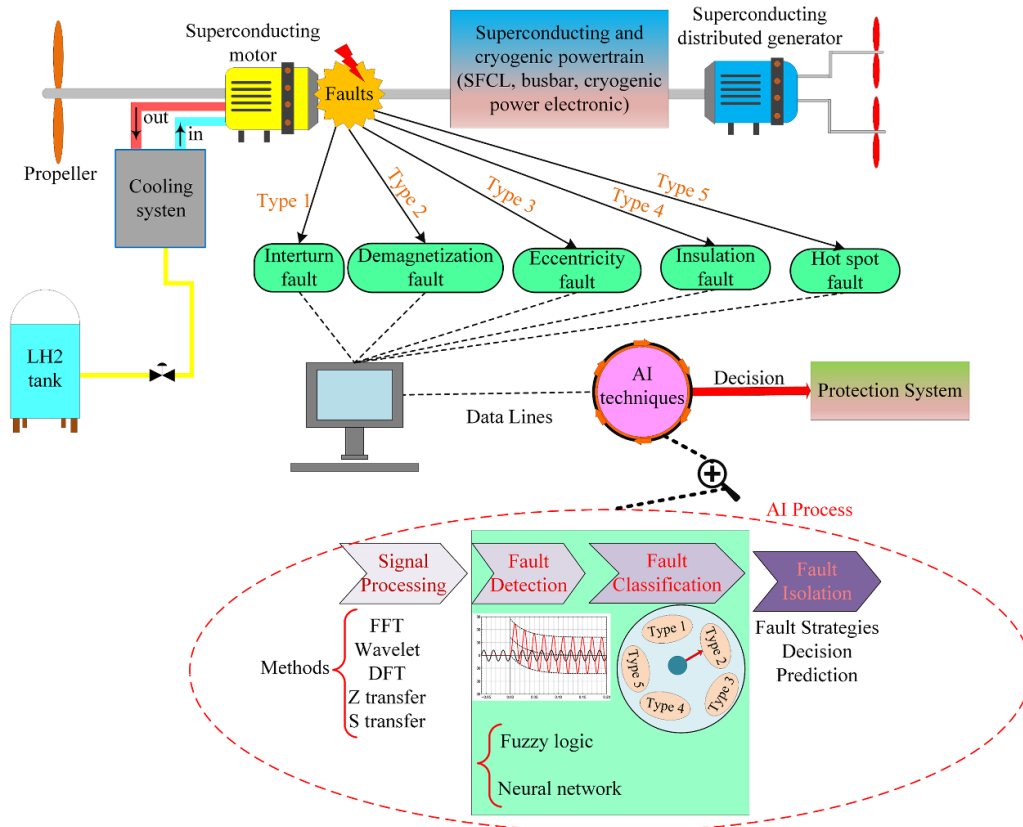 Superconducting
motor
Superconducting and
cryogenic powertrain
(SFCL, busbar, cryogenic
power electronic)
Superconducting
distributed generator
Faults
out
in
Propeller
Cooling
systen
Type 1
Type 2
Type 3
Type 4
Type 5
Interturn
fault
Demagnetization
fault
Eccentricity
fault
Insulation
fault
Hot spot
fault
LH2
tank
Data Lines
AI
techniques
Decision
Protection System
AI Process
Signal
Processing
Fault
Detection
Fault
Classification
Fault
Isolation
Methods
FFT
Wavelet
DFT
Z transfer
S transfer
Type 1
Type 2
Type 3
Type 4
Type 5
Fault Strategies
Decision
Prediction
Fuzzy logic
Neural network